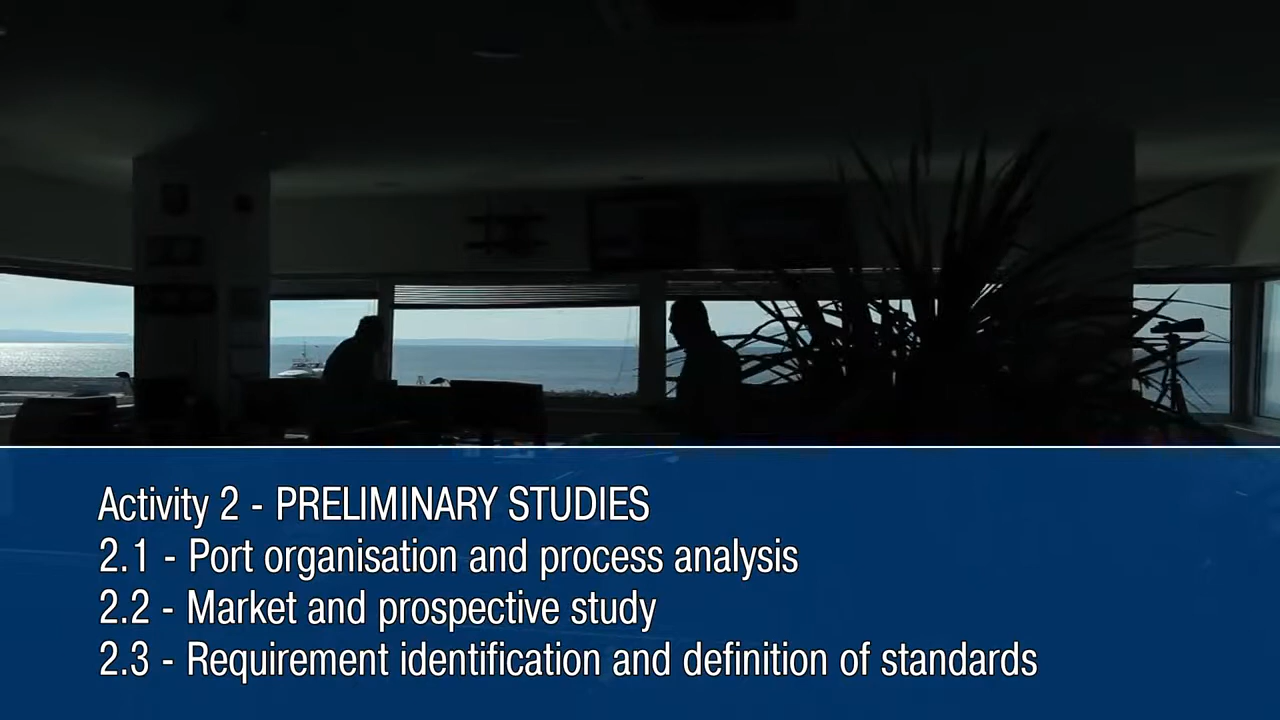 Activity 2 - PRELIMINARY STUDIES
2.1 - Port organisation and process analysis
2.2 - Market and prospective study
2.3 - Requirement identification and definition of standards